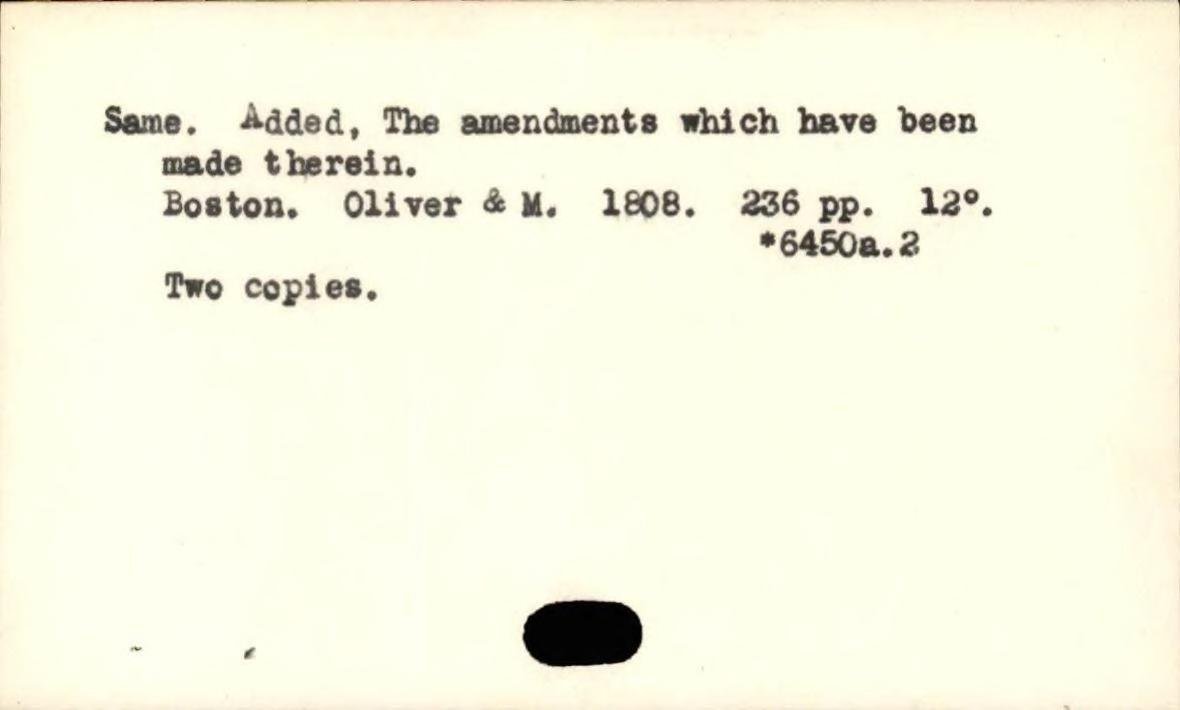 Same. Added, The amendments which have been
made therein.
Boston. Oliver & M. 1808. 236 pp. 12°.
*6450a.2
Two copies.